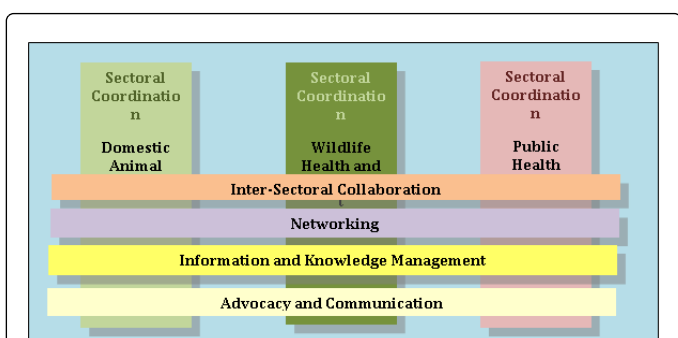 Sectoral
Coordinatio
n
Domestic
Animal
Sectoral
Coordinatio
n
Wildlife
Health and
t
Sectoral
Coordinatio
n
Public
Health
Inter-Sectoral Collaboration
Networking
Information and Knowledge Management
Advocacy and Communication